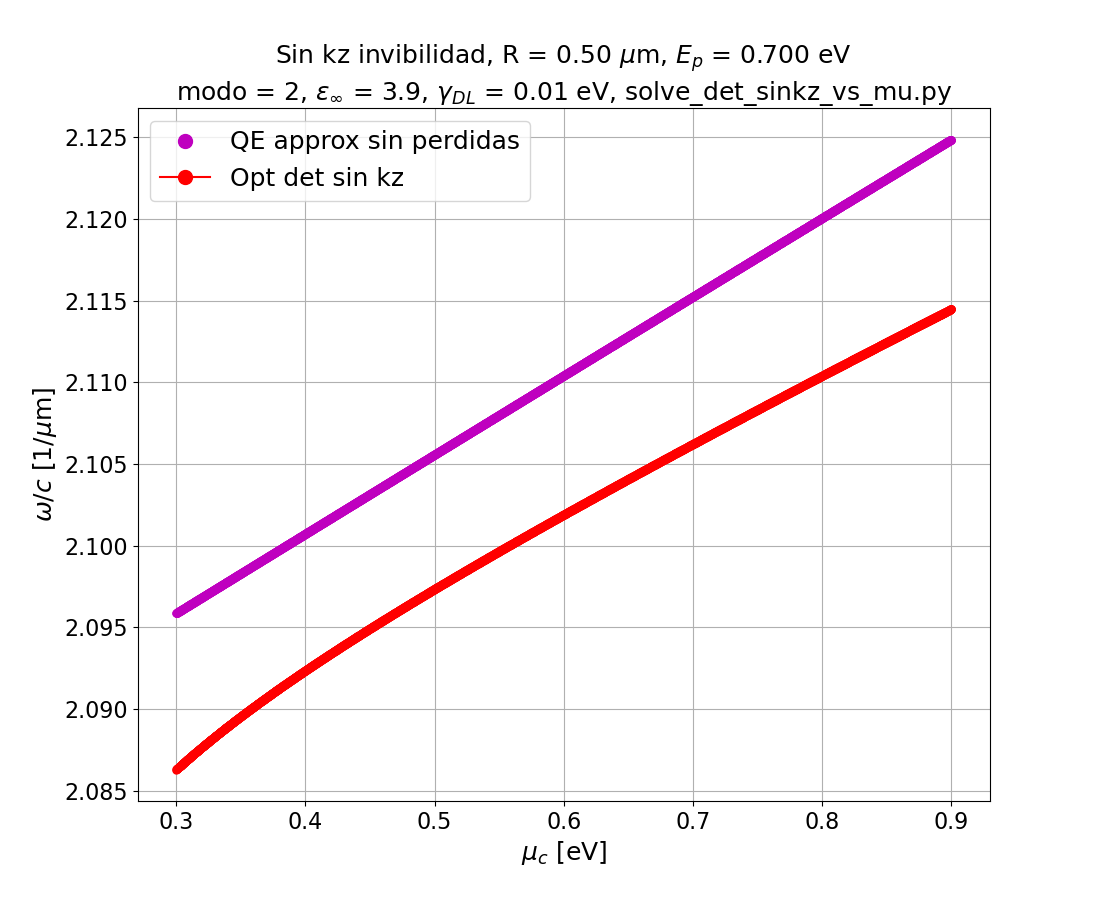 Sin kz invibilidad, R = 0.50 μm, E_p = 0.700 eV
modo = 2, ε_∞ = 3.9, γ_DL = 0.01 eV, solve_det_sinkz_vs_mu.py
QE approx sin perdidas
Opt det sin kz
2.125
2.120
2.115
2.110
2.105
2.100
2.095
2.090
2.085
ω/c [1/μm]
0.3 0.4 0.5 0.6 0.7 0.8 0.9
μ_c [eV]